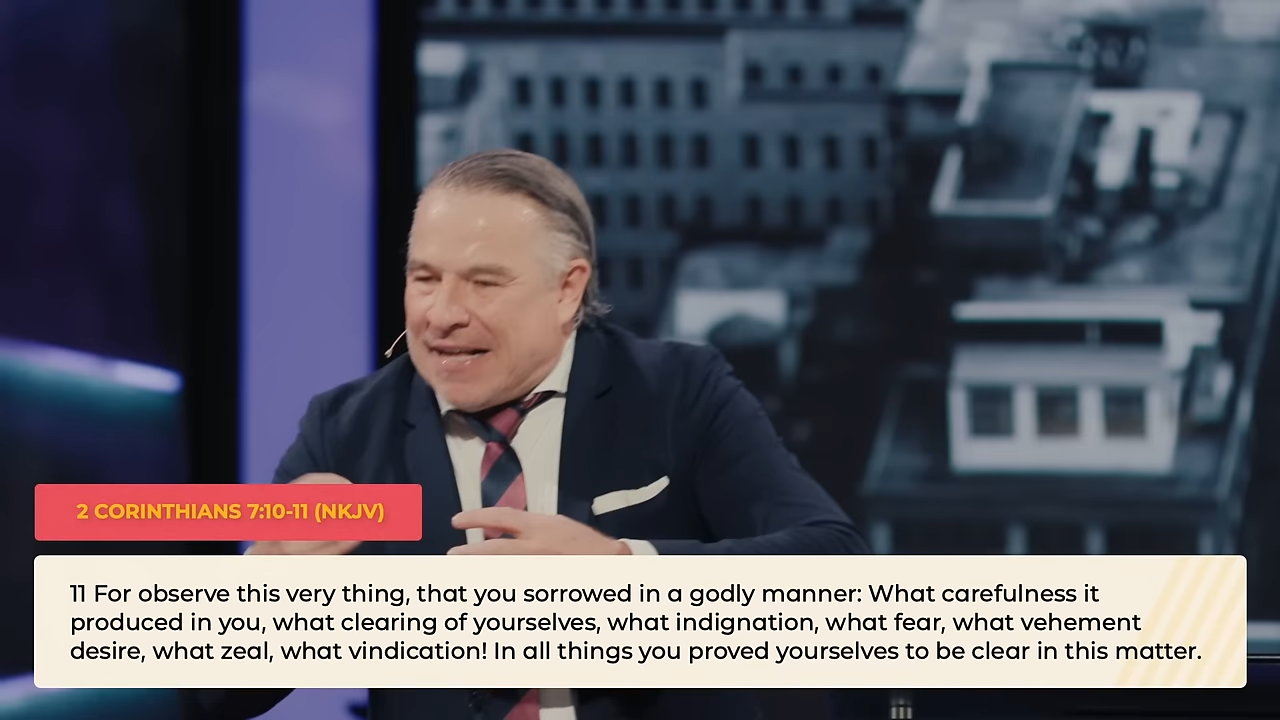 2 CORINTHIANS 7:10-11 (NKJV)
11 For observe this very thing, that you sorrowed in a godly manner: What carefulness it
produced in you, what clearing of yourselves, what indignation, what fear, what vehement
desire, what zeal, what vindication! In all things you proved yourselves to be clear in this matter.